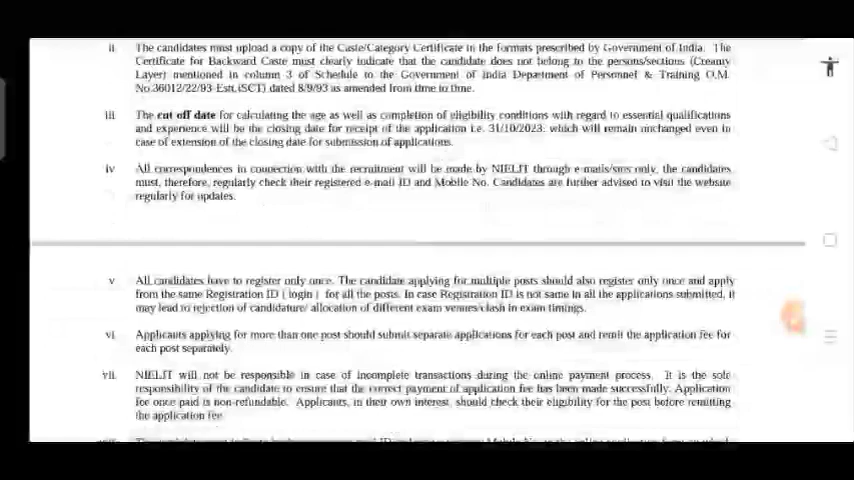 ii The candidates must upload a copy of the Caste/Category Certificate in the formats prescribed by Government of India. The
Certificate for Backward Caste must clearly indicate that the candidate does not belong to the persons/sections (Creamy
Layer) mentioned in column 3 of Schedule to the Government of India Department of Personnel & Training O.M.
No.36012/22/93-Estt.(SCT) dated 8/9/93 as amended from time to time.
iii The cut off date for calculating the age as well as completion of eligibility conditions with regard to essential qualifications
and experience will be the closing date for receipt of the application i.e. 31/10/2023. which will remain unchanged even in
case of extension of the closing date for submission of applications.
iv All correspondences in connection with the recruitment will be made by NIELIT through e-mails/sms only, the candidates
must, therefore, regularly check their registered e-mail ID and Mobile No. Candidates are further advised to visit the website
regularly for updates.
v All candidates have to register only once. The candidate applying for multiple posts should also register only once and apply
from the same Registration ID ( login ) for all the posts. In case Registration ID is not same in all the applications submitted, it
may lead to rejection of candidature/ allocation of different exam venues/clash in exam timings.
vi Applicants applying for more than one post should submit separate applications for each post and remit the application fee for
each post separately.
vii NIELIT will not be responsible in case of incomplete transactions during the online payment process. It is the sole
responsibility of the candidate to ensure that the correct payment of application fee has been made successfully. Application
fee once paid is non-refundable. Applicants, in their own interest, should check their eligibility for the post before remitting
the application fee